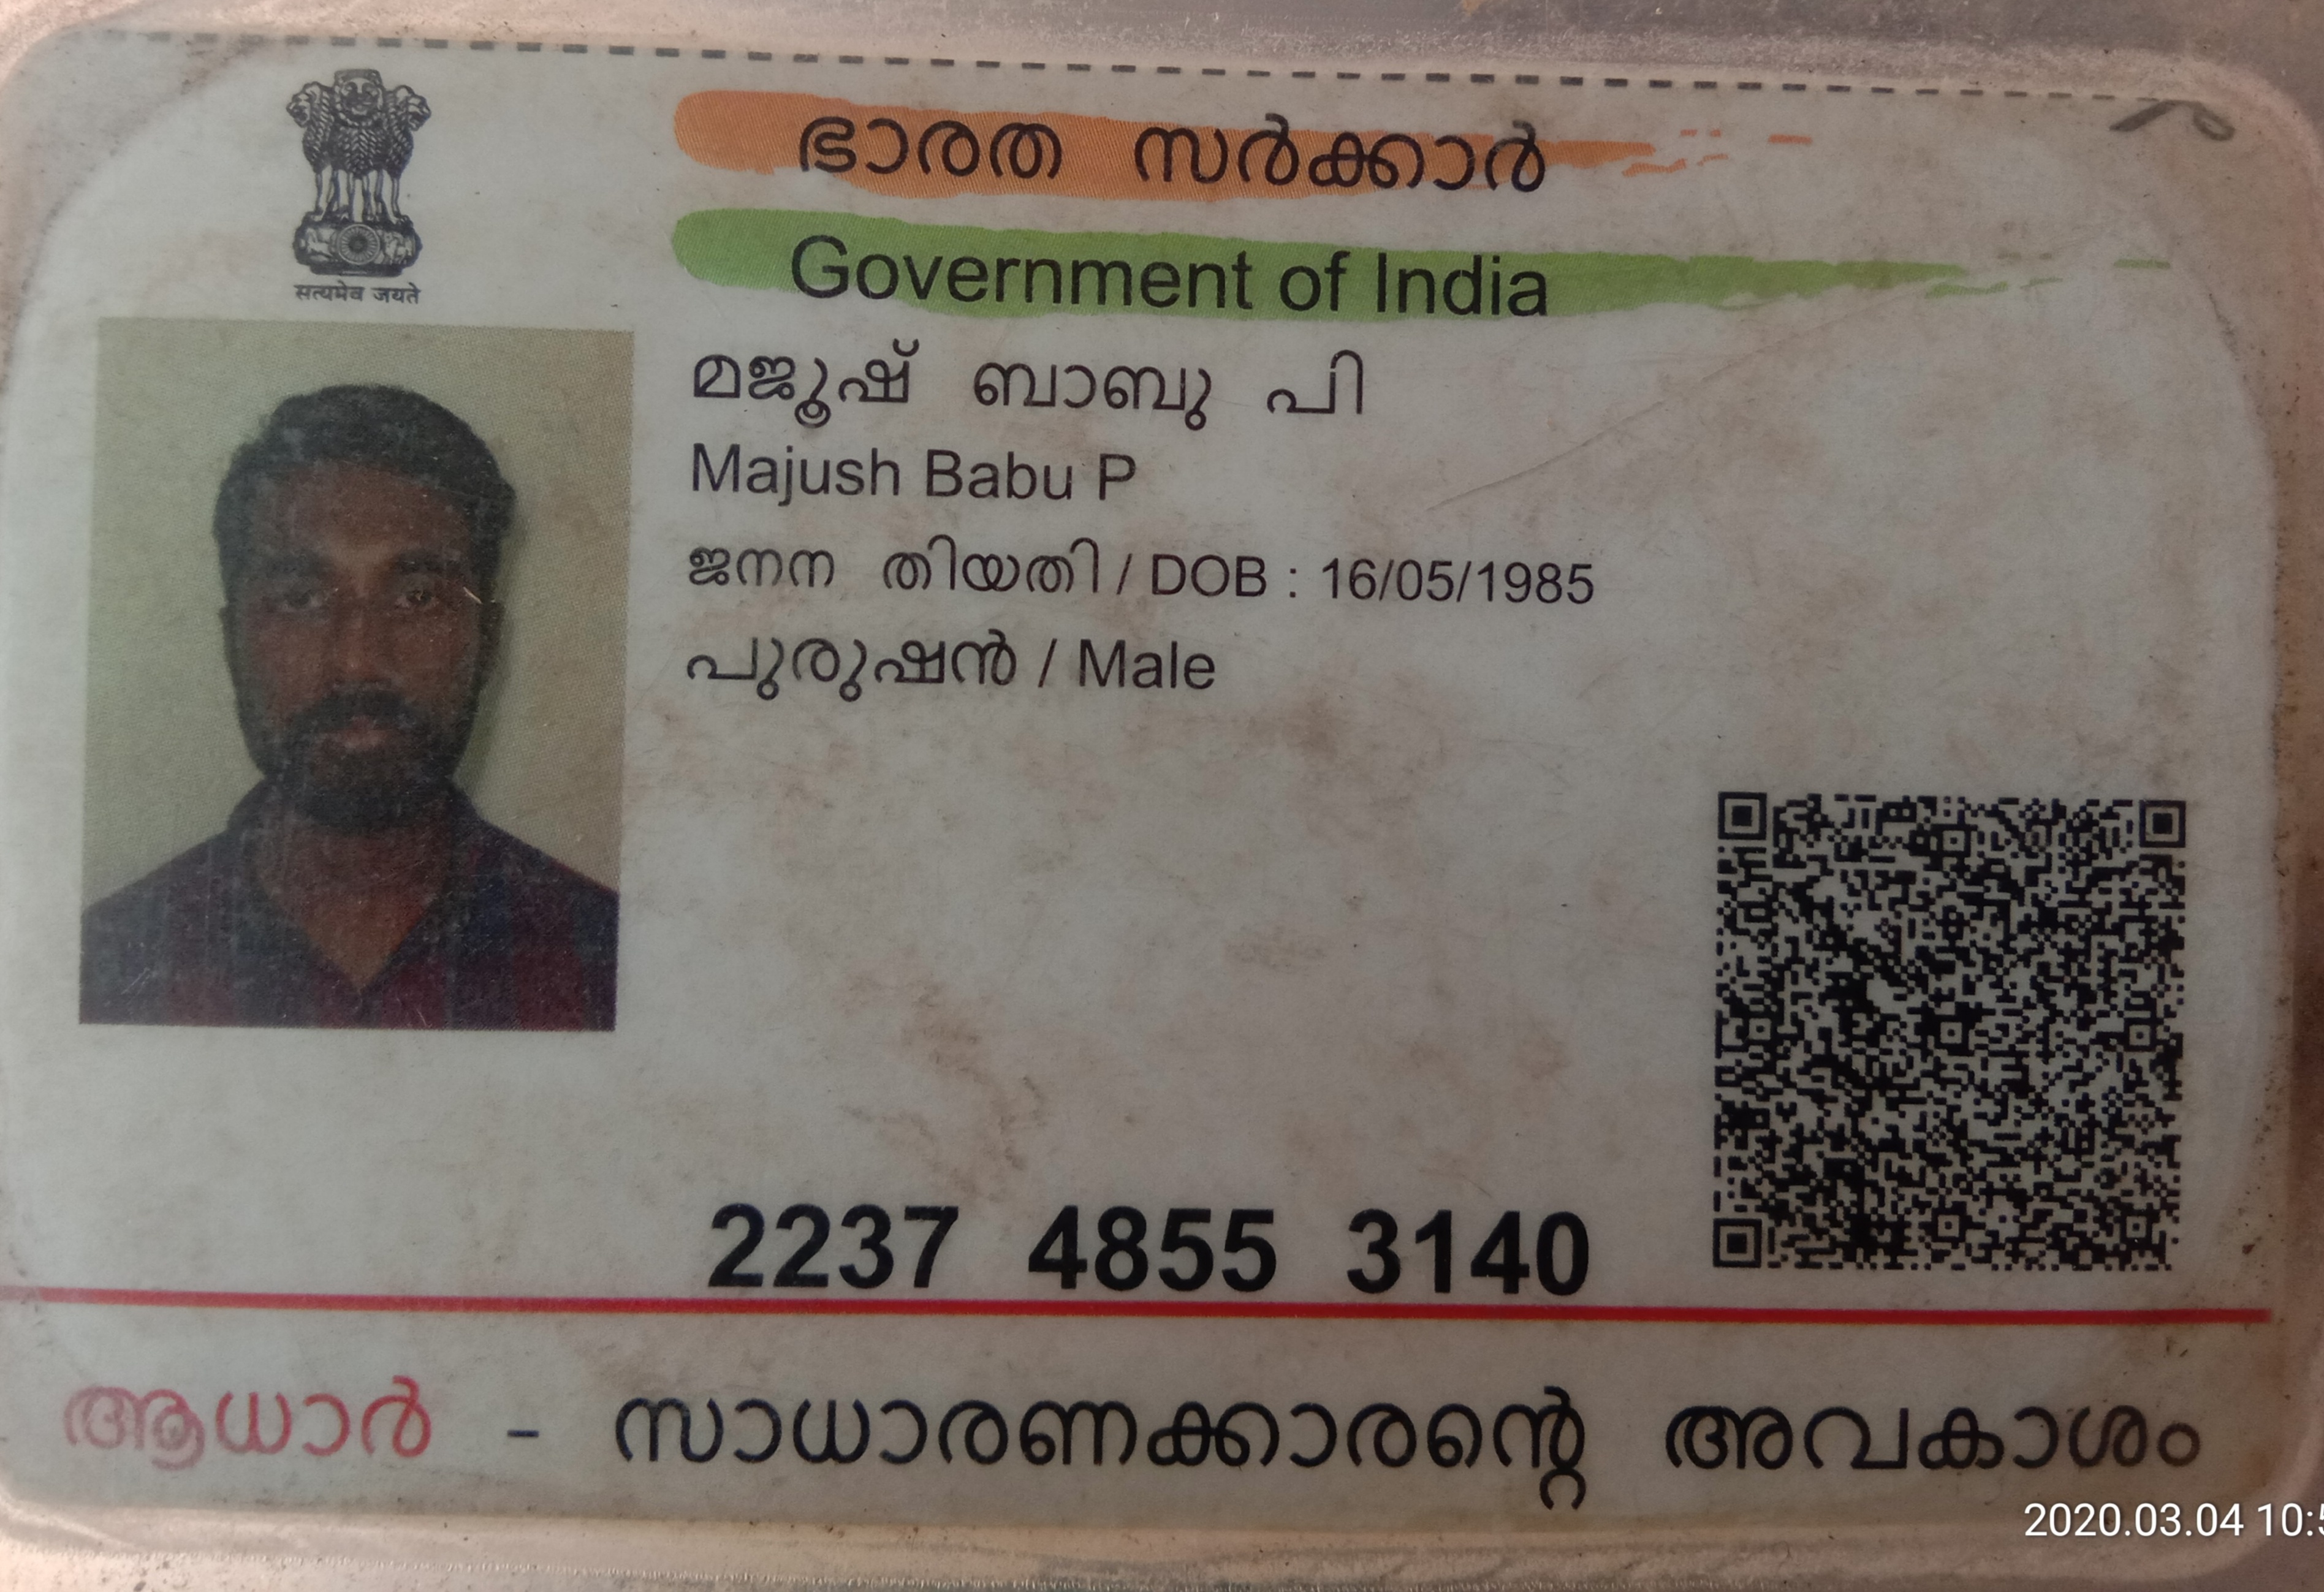 सत्यमेव जयते
ഭാരത സർക്കാർ
Government of India
മജൂഷ് ബാബു പി
Majush Babu P
ജനന തിയതി / DOB : 16/05/1985
പുരുഷൻ / Male
2237 4855 3140
ആധാർ - സാധാരണക്കാരന്റെ അവകാശം
2020.03.04 10:5